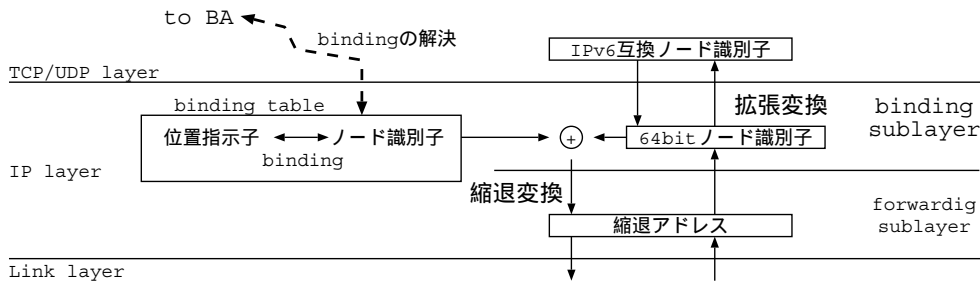 to BA
bindingの解決
IPv6互換ノード識別子
TCP/UDP layer
binding table
拡張変換
binding
sublayer
位置指示子
ノード識別子
+
64bitノード識別子
binding
IP layer
縮退変換
forwardig
sublayer
縮退アドレス
Link layer